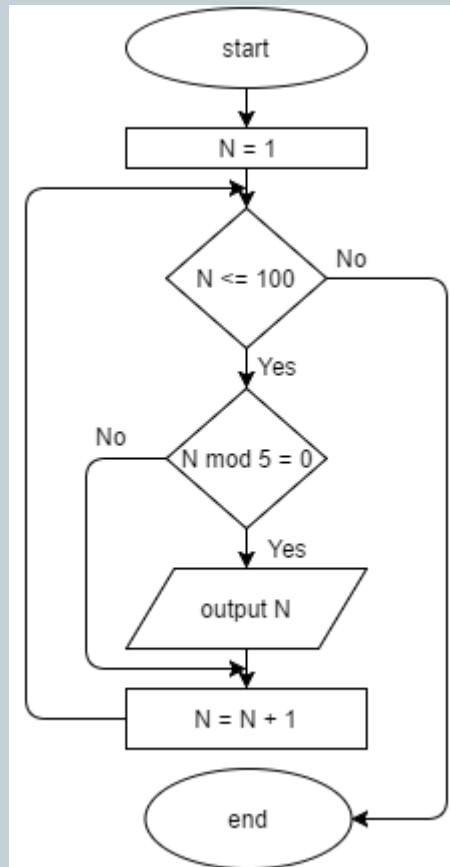 start
N = 1
N <= 100
No
Yes
No
N mod 5 = 0
Yes
output N
N = N + 1
end